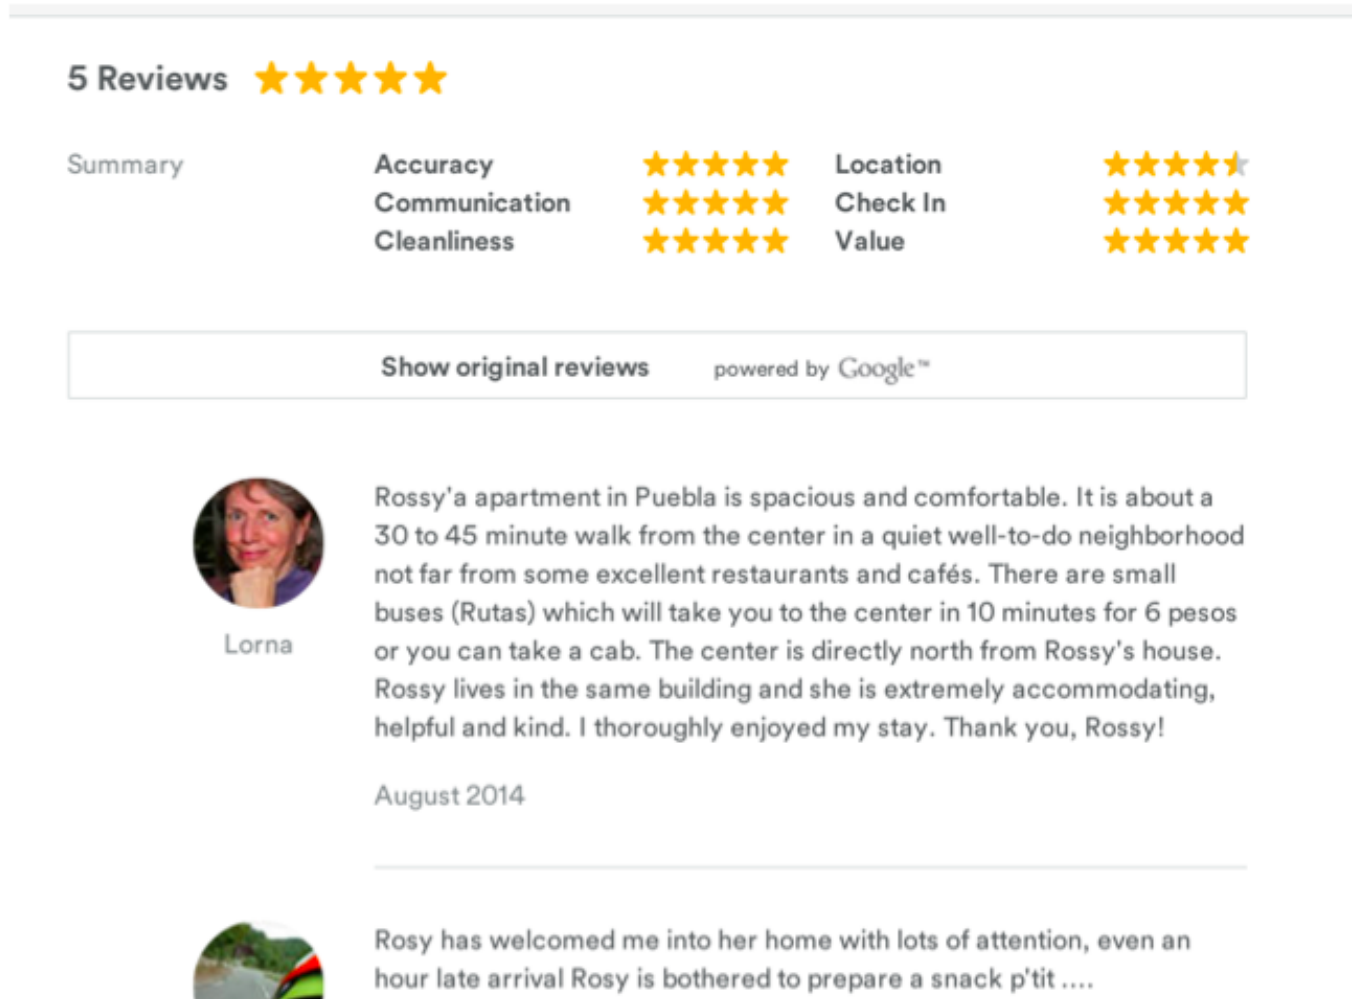 5 Reviews
Summary
Accuracy
Location
Communication
Check In
Cleanliness
Value
Show original reviews powered by Google™
Rossy'a apartment in Puebla is spacious and comfortable. It is about a
30 to 45 minute walk from the center in a quiet well-to-do neighborhood
not far from some excellent restaurants and cafés. There are small
buses (Rutas) which will take you to the center in 10 minutes for 6 pesos
or you can take a cab. The center is directly north from Rossy's house.
Rossy lives in the same building and she is extremely accommodating,
helpful and kind. I thoroughly enjoyed my stay. Thank you, Rossy!
Lorna
August 2014
Rosy has welcomed me into her home with lots of attention, even an
hour late arrival Rosy is bothered to prepare a snack p'tit ....